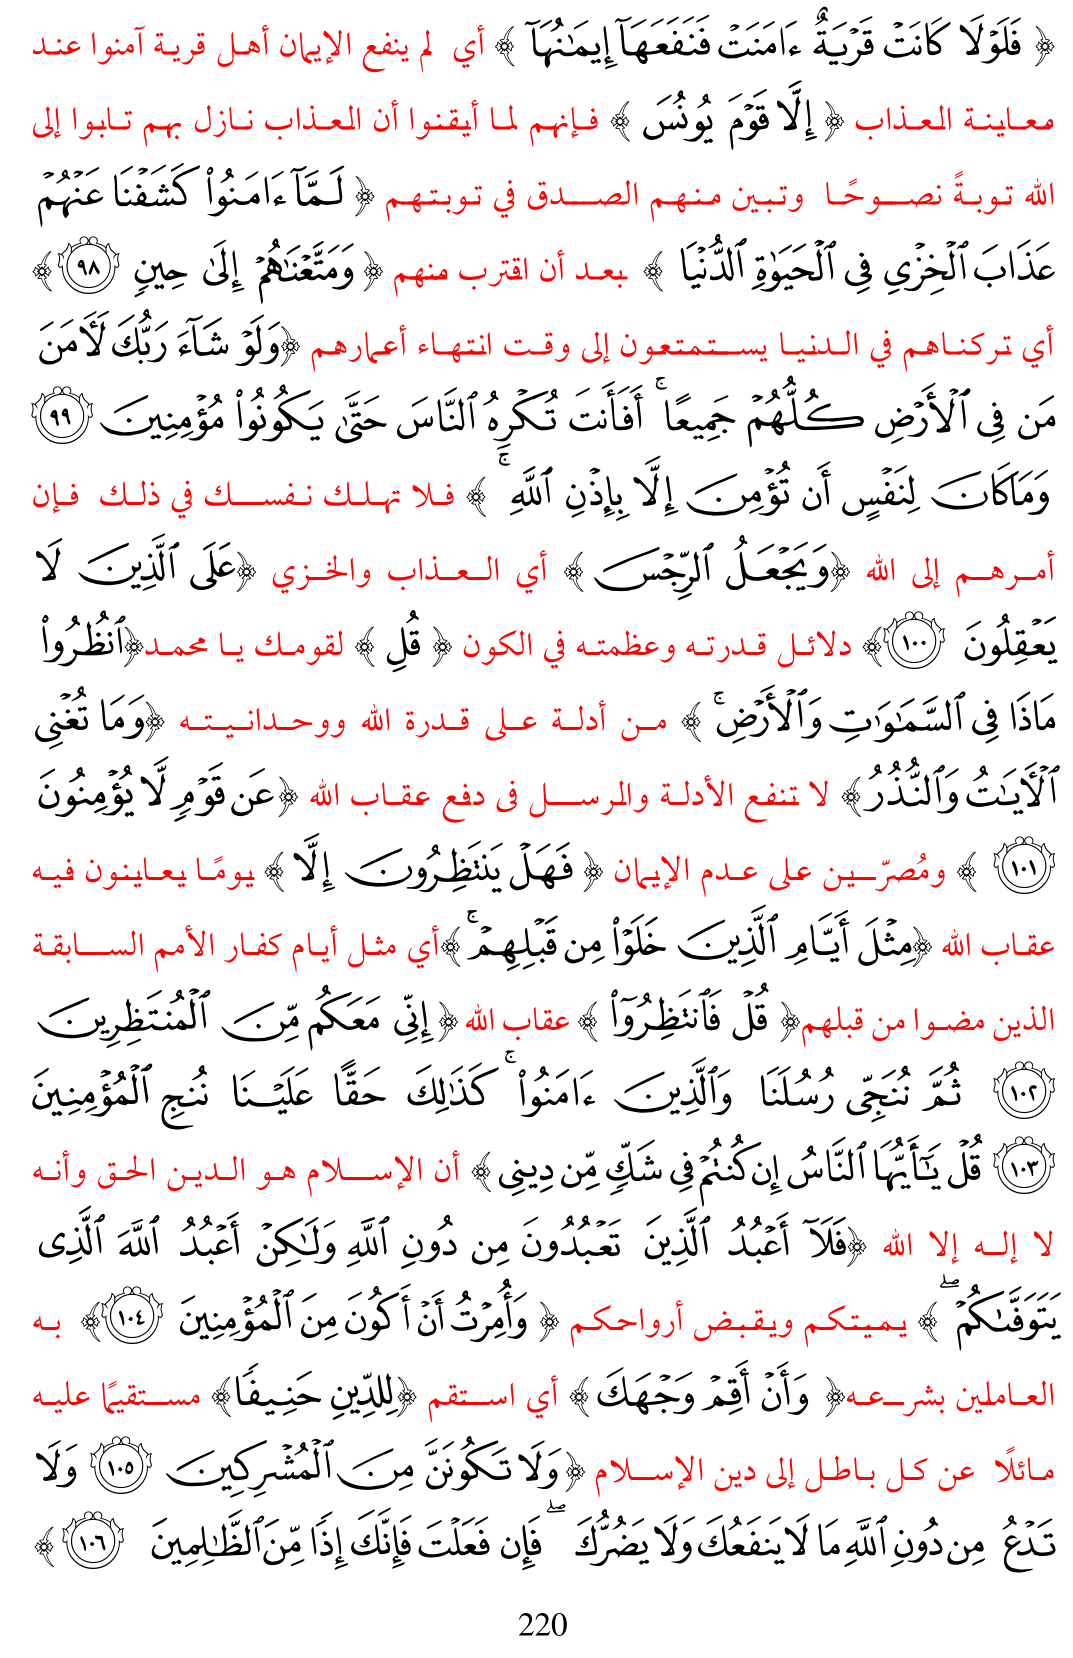 ﴿ فَلَوۡلَا كَانَتۡ قَرۡيَةٌ ءَامَنَتۡ فَنَفَعَهَآ إِيمَٰنُهَآ ﴾ أي لم ينفع الإيمان أهل قرية آمنوا عند
معاينة العذاب ﴿ إِلَّا قَوۡمَ يُونُسَ ﴾ فإنهم لما أيقنوا أن العذاب نازل بهم تابوا إلى
الله توبةً نصوحًا وتبين منهم الصدق في توبتهم ﴿ لَمَّآ ءَامَنُواْ كَشَفۡنَا عَنۡهُمۡ
عَذَابَ ٱلۡخِزۡيِ فِي ٱلۡحَيَوٰةِ ٱلدُّنۡيَا ﴾ بعد أن اقترب منهم ﴿ وَمَتَّعۡنَٰهُمۡ إِلَىٰ حِينٖ ٩٨ ﴾
أي تركناهم في الدنيا يستمتعون إلى وقت انتهاء أعمارهم ﴿وَلَوۡ شَآءَ رَبُّكَ لَأٓمَنَ
مَن فِي ٱلۡأَرۡضِ كُلُّهُمۡ جَمِيعًاۚ أَفَأَنتَ تُكۡرِهُ ٱلنَّاسَ حَتَّىٰ يَكُونُواْ مُؤۡمِنِينَ ٩٩
وَمَا كَانَ لِنَفۡسٍ أَن تُؤۡمِنَ إِلَّا بِإِذۡنِ ٱللَّهِۚ ﴾ فلا تهلك نفسك في ذلك فإن
أمرهم إلى الله ﴿وَيَجۡعَلُ ٱلرِّجۡسَ ﴾ أي العذاب والخزي ﴿عَلَى ٱلَّذِينَ لَا
يَعۡقِلُونَ ١٠٠﴾ دلائل قدرته وعظمته في الكون ﴿ قُلِ ﴾ لقومك يا محمد﴿ٱنظُرُواْ
مَاذَا فِي ٱلسَّمَٰوَٰتِ وَٱلۡأَرۡضِۚ ﴾ من أدلة على قدرة الله ووحدانيته ﴿وَمَا تُغۡنِي
ٱلۡأٓيَٰتُ وَٱلنُّذُرُ﴾ لا تنفع الأدلة والمرسل فى دفع عقاب الله ﴿عَن قَوۡمٖ لَّا يُؤۡمِنُونَ
١٠١ ﴾ ومُصرّين على عدم الإيمان ﴿ فَهَلۡ يَنتَظِرُونَ إِلَّا ﴾ يومًا يعاينون فيه
عقاب الله ﴿مِثۡلَ أَيَّامِ ٱلَّذِينَ خَلَوۡاْ مِن قَبۡلِهِمۡۚ ﴾أي مثل أيام كفار الأمم السابقة
الذين مضوا من قبلهم﴿ قُلۡ فَٱنتَظِرُوٓاْ ﴾ عقاب الله ﴿ إِنِّي مَعَكُم مِّنَ ٱلۡمُنتَظِرِينَ
١٠٢ ثُمَّ نُنَجِّي رُسُلَنَا وَٱلَّذِينَ ءَامَنُواْۚ كَذَٰلِكَ حَقًّا عَلَيۡنَا نُنجِ ٱلۡمُؤۡمِنِينَ
١٠٣ قُلۡ يَٰٓأَيُّهَا ٱلنَّاسُ إِن كُنتُمۡ فِي شَكّٖ مِّن دِينِي ﴾ أن الإسلام هو الدين الحق وأنه
لا إله إلا الله ﴿فَلَآ أَعۡبُدُ ٱلَّذِينَ تَعۡبُدُونَ مِن دُونِ ٱللَّهِ وَلَٰكِنۡ أَعۡبُدُ ٱللَّهَ ٱلَّذِي
يَتَوَفَّىٰكُمۡۖ ﴾ يميتكم ويقبض أرواحكم ﴿ وَأُمِرۡتُ أَنۡ أَكُونَ مِنَ ٱلۡمُؤۡمِنِينَ ١٠٤﴾ به
العاملين بشرعه﴿ وَأَنۡ أَقِمۡ وَجۡهَكَ ﴾ أي استقم ﴿لِلدِّينِ حَنِيفٗا﴾ مستقيمًا عليه
مائلًا عن كل باطل إلى دين الإسلام ﴿وَلَا تَكُونَنَّ مِنَ ٱلۡمُشۡرِكِينَ ١٠٥ وَلَا
تَدۡعُ مِن دُونِ ٱللَّهِ مَا لَا يَنفَعُكَ وَلَا يَضُرُّكَۖ فَإِن فَعَلۡتَ فَإِنَّكَ إِذٗا مِّنَ ٱلظَّٰلِمِينَ ١٠٦ ﴾
220